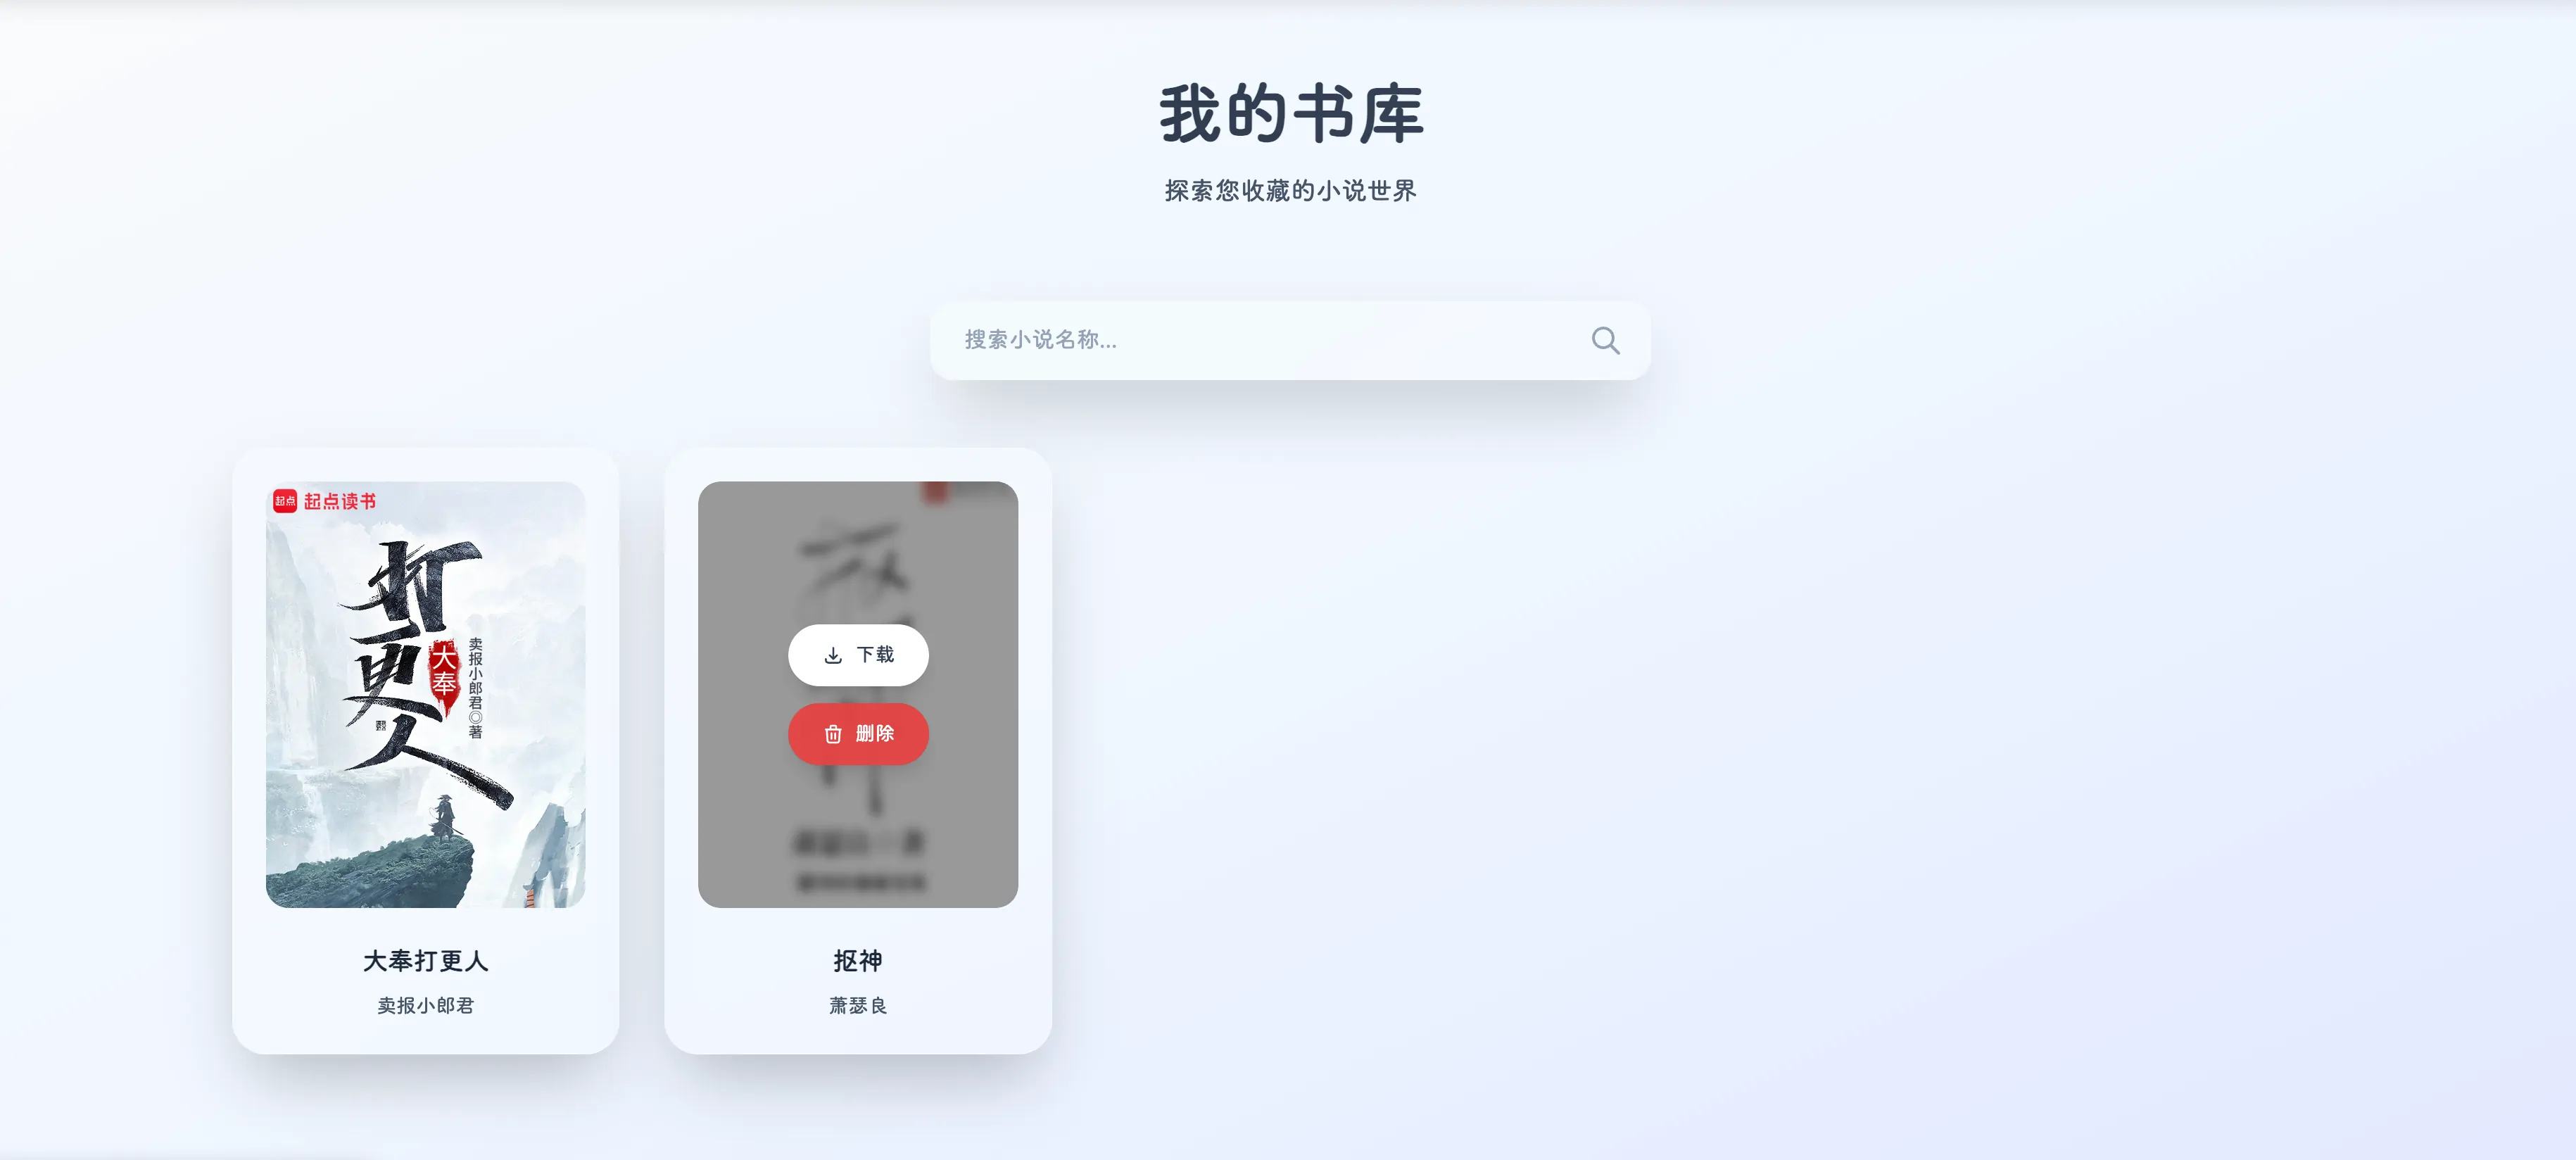 我的书库
探索您收藏的小说世界
搜索小说名称...
起点 起点读书
打更人
大奉
卖报小郎君◎著
下载
删除
大奉打更人
卖报小郎君
抠神
萧瑟良